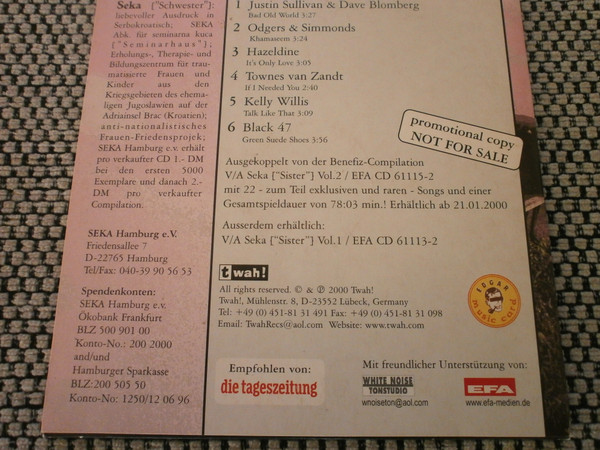 Seka {"Schwester"};
liebevoller Ausdruck in
Serbokroatisch; SEKA
Abk. für seminarna kuca
{"Seminarhaus"};
Erholungs-, Therapie- und
Bildungszentrum für trau-
matisierte Frauen und
Kinder aus den
Kriegsgebieten des ehema-
ligen Jugoslawien auf der
Adriainsel Brac (Kroatien);
anti-nationalistisches
Frauen-Friedensprojek;
SEKA Hamburg e.V. erhält
pro verkaufter CD 1.- DM
bei den ersten 5000
Exemplare und danach 2.-
DM pro verkaufter
Compilation.
SEKA Hamburg e.V.
Friedensallee 7
D-22765 Hamburg
Tel/Fax: 040-39 90 56 53
Spendenkonten:
SEKA Hamburg e.v.
Ökobank Frankfurt
BLZ 500 901 00
Konto-No.: 200 2000
and/und
Hamburger Sparkasse
BLZ:200 505 50
Konto-No: 1250/12 06 96
1 Justin Sullivan & Dave Blomberg
Bad Old World 3:27
2 Odgers & Simmonds
Khamaseem 3:24
3 Hazeldine
It's Only Love 3:05
4 Townes van Zandt
If I Needed You 2:40
5 Kelly Willis
Talk Like That 3:09
6 Black 47
Green Suede Shoes 3:56
promotional copy
NOT FOR SALE
Ausgekoppelt von der Benefiz-Compilation
V/A Seka {"Sister"} Vol.2 / EFA CD 61115-2
mit 22 - zum Teil exklusiven und raren - Songs und einer
Gesamtspieldauer von 78:03 min.! Erhältlich ab 21.01.2000
Ausserdem erhältlich:
V/A Seka {"Sister"} Vol.1 / EFA CD 61113-2
twah!
All rights reserved. © & ℗ 2000 Twah!
Twah!, Mühlenstr. 8, D-23552 Lübeck, Germany
Tel: +49 (0) 451-81 31 491 Fax: +49 (0) 451-81 31 098
Email: TwahRecs@aol.com Website: www.twah.com
EDGAR
music card
Empfohlen von:
die tageszeitung
Mit freundlicher Unterstützung von:
WHITE NOISE
TONSTUDIO
wnoiseton@aol.com
EFA
www.efa-medien.de